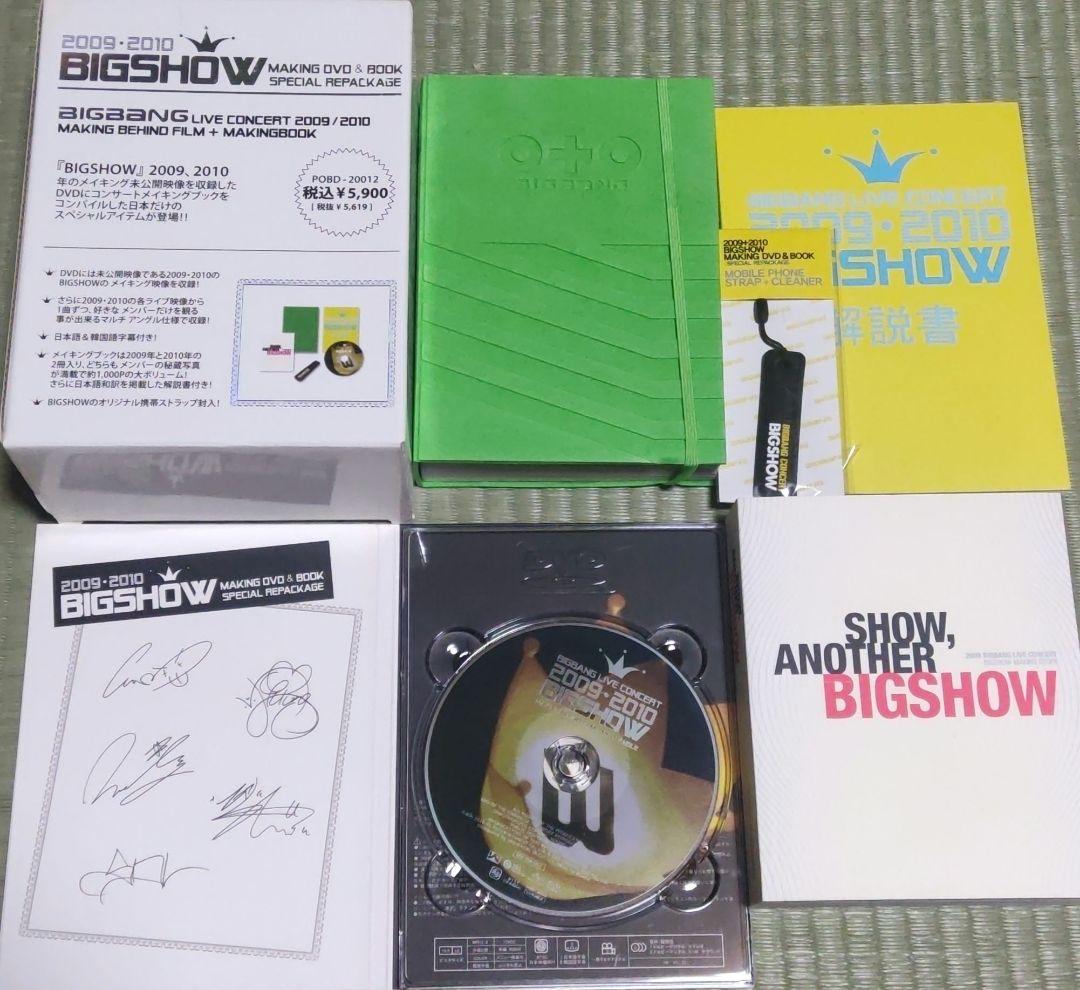 2009・2010
BIGSHOW MAKING DVD & BOOK
SPECIAL REPACKAGE
BIGBANG LIVE CONCERT 2009/2010
MAKING BEHIND FILM + MAKINGBOOK
『BIGSHOW』2009、2010
年のメイキング未公開映像を収録した
DVDにコンサートメイキングブックを
コンパイルした日本だけの
スペシャルアイテムが登場!!
POBD-20012
税込¥5,900
[税抜¥5,619]
DVDには未公開映像である2009・2010の
BIGSHOWの メイキング映像を収録!
さらに2009・2010の各ライブ映像から
1曲ずつ、好きな メンバーだけを観る
事が出来るマルチ アングル仕様で収録!
日本語&韓国語字幕付き!
メイキングブックは2009年と2010年の
2冊入り、どちらも メンバーの秘蔵写真
が満載で約1,000Pの大ボリューム!
さらに日本語和訳を掲載した解説書付き!
BIGSHOWのオリジナル携帯ストラップ封入!
BIGBANG
BIGBANG LIVE CONCERT
2009・2010
BIGSHOW
解説書
2009+2010
BIGSHOW
MAKING DVD & BOOK
SPECIAL REPACKAGE
MOBILE PHONE
STRAP + CLEANER
BIGBANG CONCERT
BIGSHOW
2009・2010
BIGSHOW MAKING DVD & BOOK
SPECIAL REPACKAGE
DVD
BIGBANG LIVE CONCERT
2009・2010
BIGSHOW
SHOW,
ANOTHER
BIGSHOW
2009 BIGBANG LIVE CONCERT
BIGSHOW MAKING BOOK